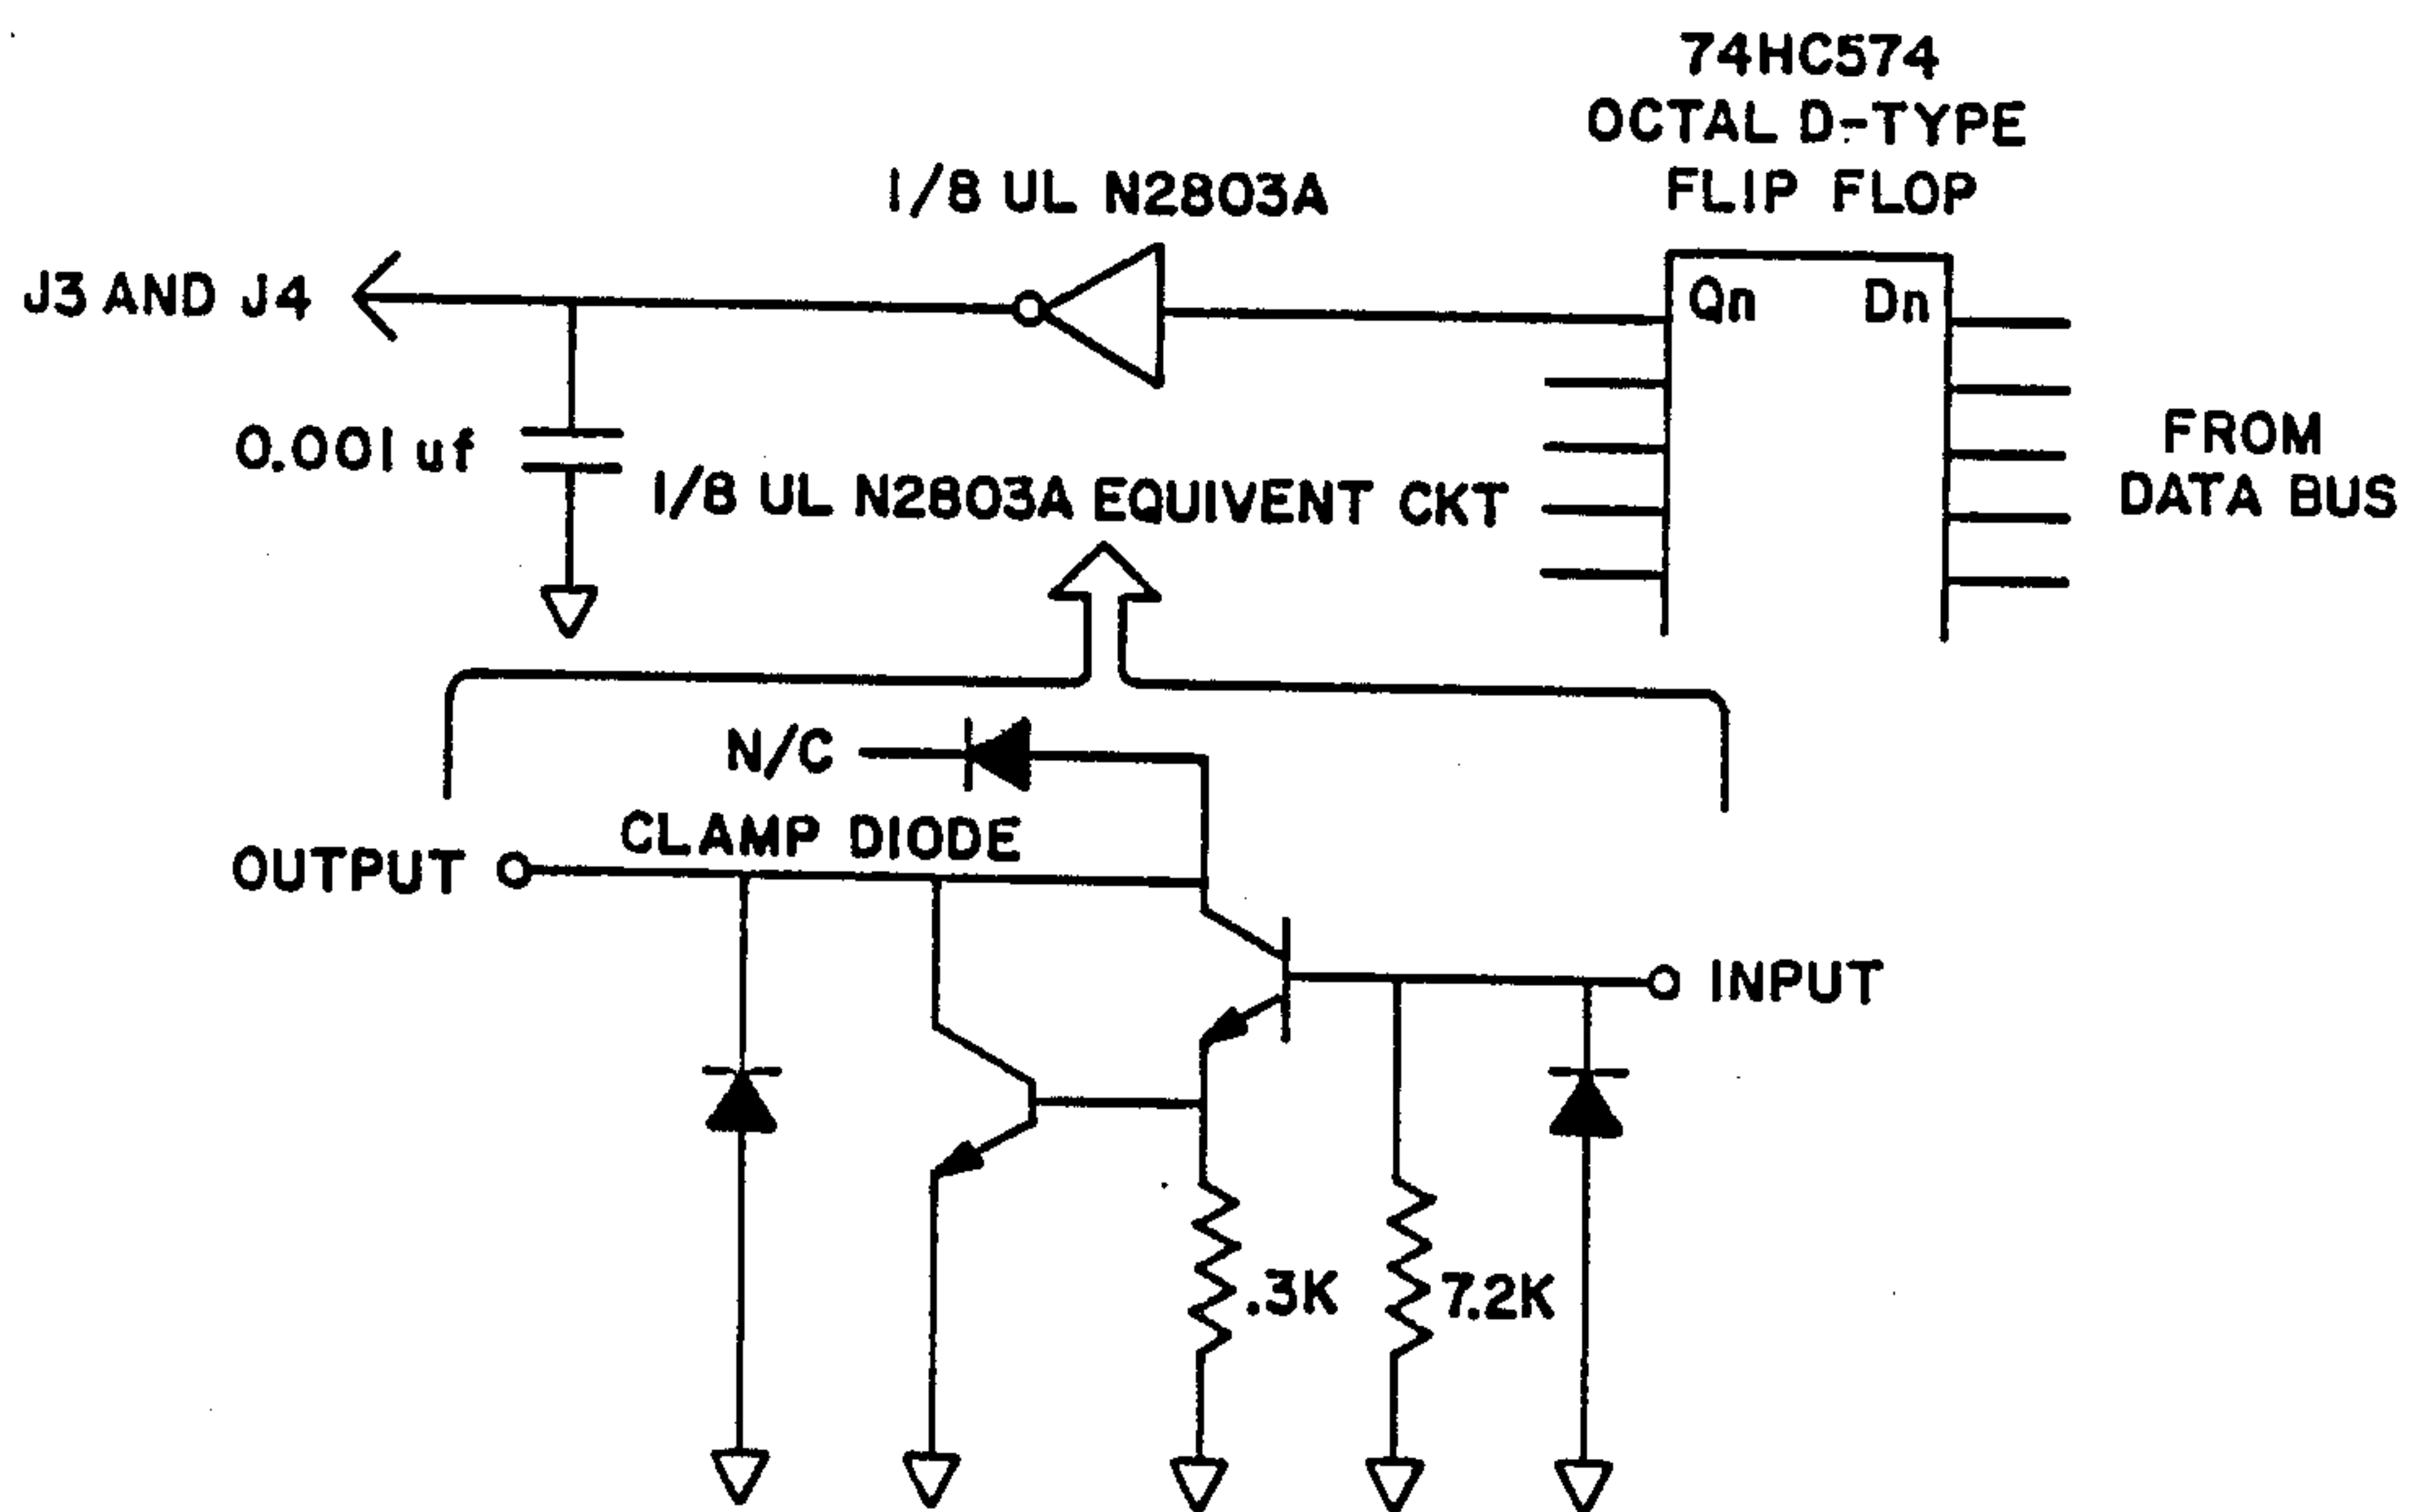 74HC574
OCTAL D-TYPE
FLIP FLOP
1/8 UL N2803A
J3 AND J4
Qn
Dn
0.001 uf
FROM
DATA BUS
1/8 UL N2803A EQUIVENT CKT
N/C
CLAMP DIODE
OUTPUT
INPUT
.3K
7.2K